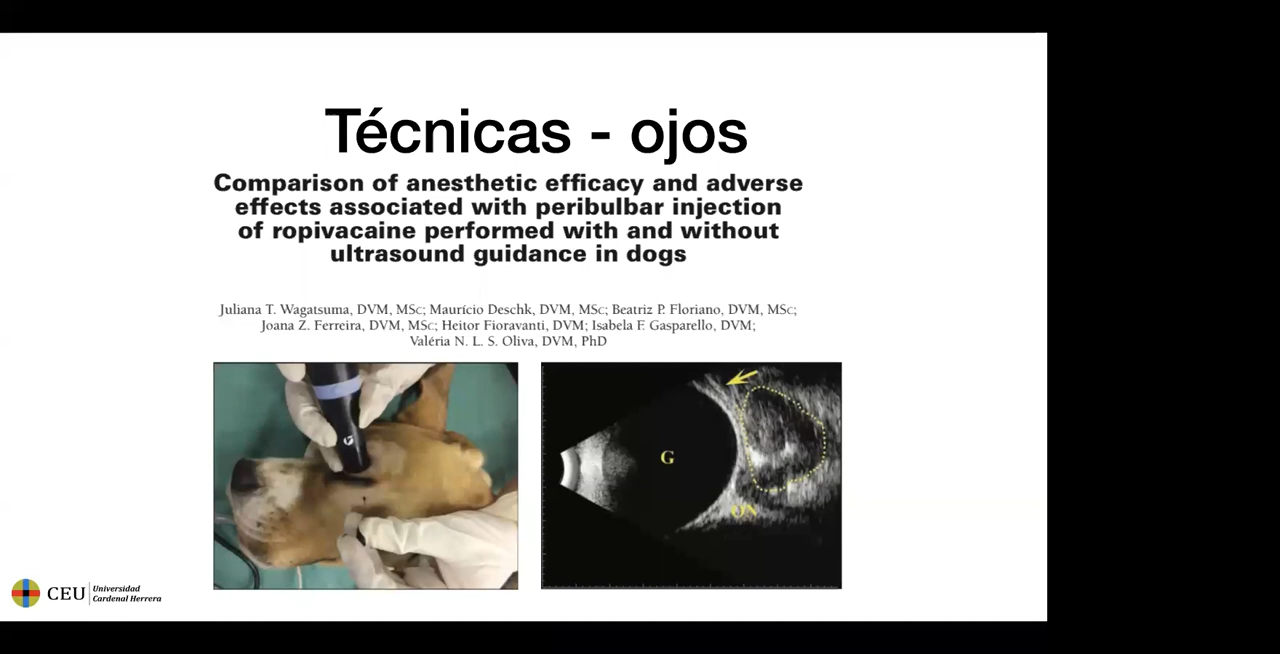 Técnicas - ojos
Comparison of anesthetic efficacy and adverse
effects associated with peribulbar injection
of ropivacaine performed with and without
ultrasound guidance in dogs
Juliana T. Wagatsuma, DVM, MSc; Maurício Deschk, DVM, MSc; Beatriz P. Floriano, DVM, MSc;
Joana Z. Ferreira, DVM, MSc; Heitor Fioravanti, DVM; Isabela F. Gasparello, DVM;
Valéria N. L. S. Oliva, DVM, PhD
G
ON
CEU Universidad
Cardenal Herrera